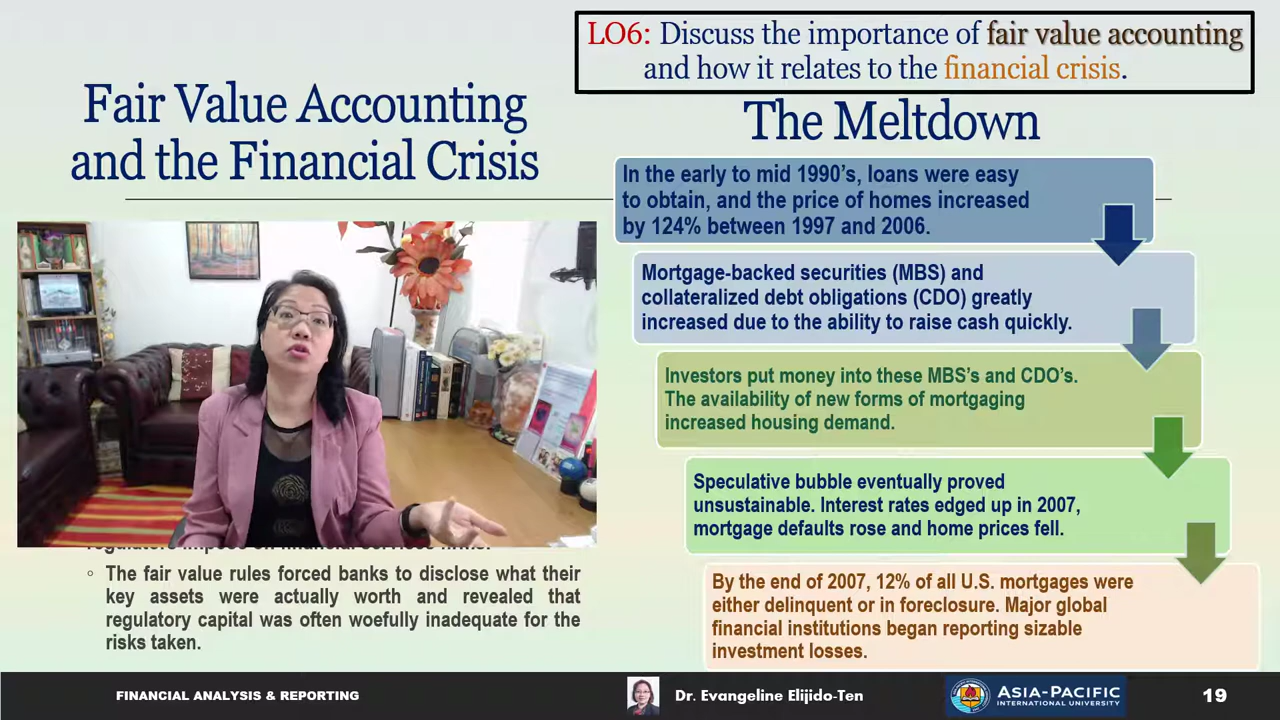 LO6: Discuss the importance of fair value accounting
and how it relates to the financial crisis.
Fair Value Accounting
and the Financial Crisis
regulators impose on financial services firms.
◦ The fair value rules forced banks to disclose what their
key assets were actually worth and revealed that
regulatory capital was often woefully inadequate for the
risks taken.
The Meltdown
In the early to mid 1990’s, loans were easy
to obtain, and the price of homes increased
by 124% between 1997 and 2006.
Mortgage-backed securities (MBS) and
collateralized debt obligations (CDO) greatly
increased due to the ability to raise cash quickly.
Investors put money into these MBS’s and CDO’s.
The availability of new forms of mortgaging
increased housing demand.
Speculative bubble eventually proved
unsustainable. Interest rates edged up in 2007,
mortgage defaults rose and home prices fell.
By the end of 2007, 12% of all U.S. mortgages were
either delinquent or in foreclosure. Major global
financial institutions began reporting sizable
investment losses.
FINANCIAL ANALYSIS & REPORTING
Dr. Evangeline Elijido-Ten
ASIA-PACIFIC
INTERNATIONAL UNIVERSITY
19